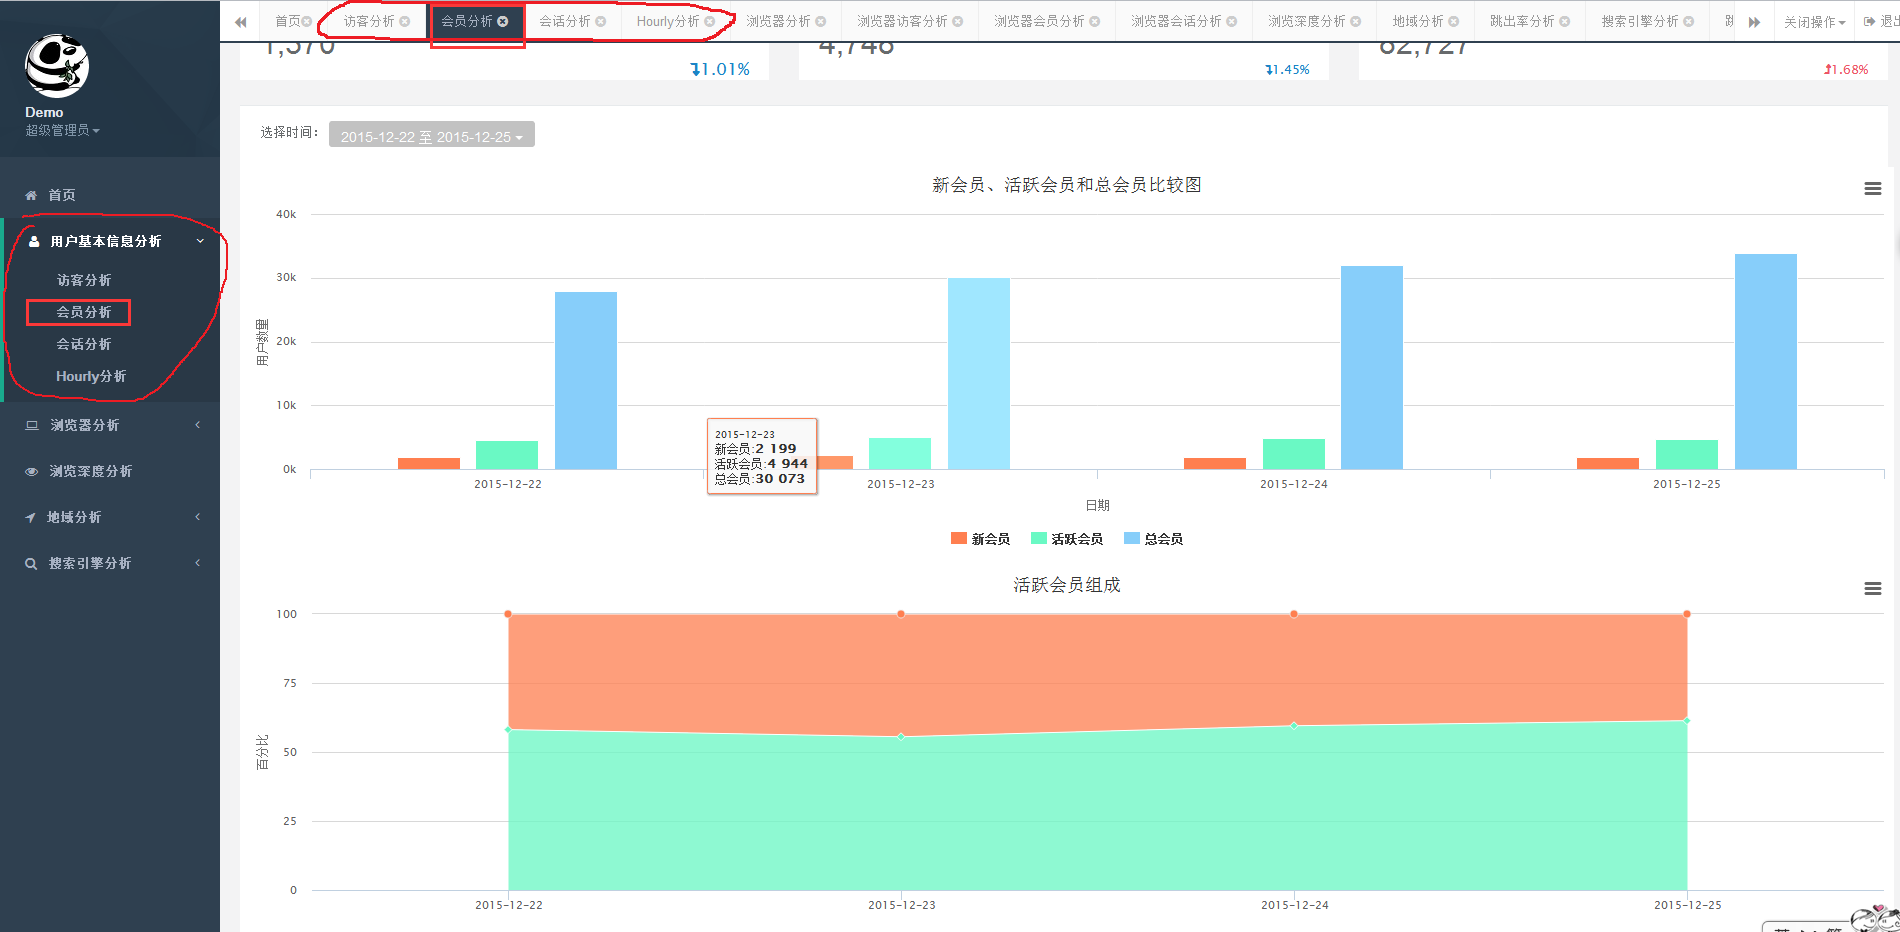 首页
访客分析
会员分析
会话分析
Hourly分析
浏览器分析
浏览器访客分析
浏览器会员分析
浏览器会话分析
浏览深度分析
地域分析
跳出率分析
搜索引擎分析
关闭操作
退出
Demo
超级管理员
首页
用户基本信息分析
访客分析
会员分析
会话分析
Hourly分析
浏览器分析
浏览深度分析
地域分析
搜索引擎分析
1,570
1.01%
4,748
1.45%
62,727
1.68%
选择时间：
2015-12-22 至 2015-12-25
新会员、活跃会员和总会员比较图
用户数里
40k
30k
20k
10k
0k
2015-12-23
新会员:2 199
活跃会员:4 944
总会员:30 073
2015-12-22
2015-12-23
2015-12-24
2015-12-25
日期
新会员
活跃会员
总会员
活跃会员组成
百分比
100
75
50
25
0
2015-12-22
2015-12-23
2015-12-24
2015-12-25